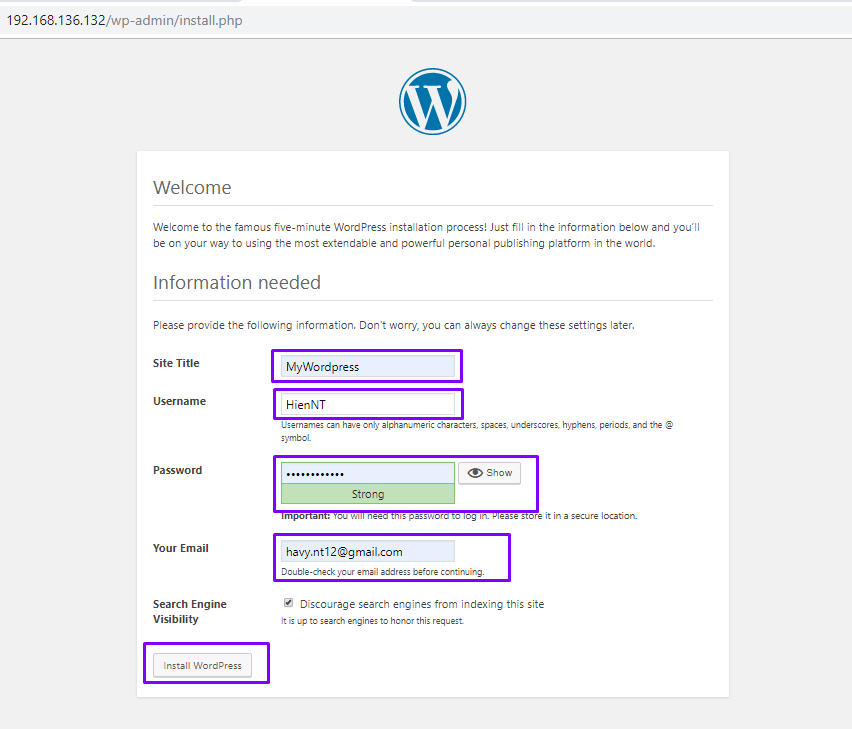 192.168.136.132/wp-admin/install.php
Welcome
Welcome to the famous five-minute WordPress installation process! Just fill in the information below and you'll
be on your way to using the most extendable and powerful personal publishing platform in the world.
Information needed
Please provide the following information. Don't worry, you can always change these settings later.
Site Title MyWordpress
Username HienNT
Usernames can have only alphanumeric characters, spaces, underscores, hyphens, periods, and the @
symbol.
Password •••••••••••• Show
Strong
Important: You will need this password to log in. Please store it in a secure location.
Your Email havy.nt12@gmail.com
Double-check your email address before continuing.
Search Engine Discourage search engines from indexing this site
Visibility It is up to search engines to honor this request.
Install WordPress